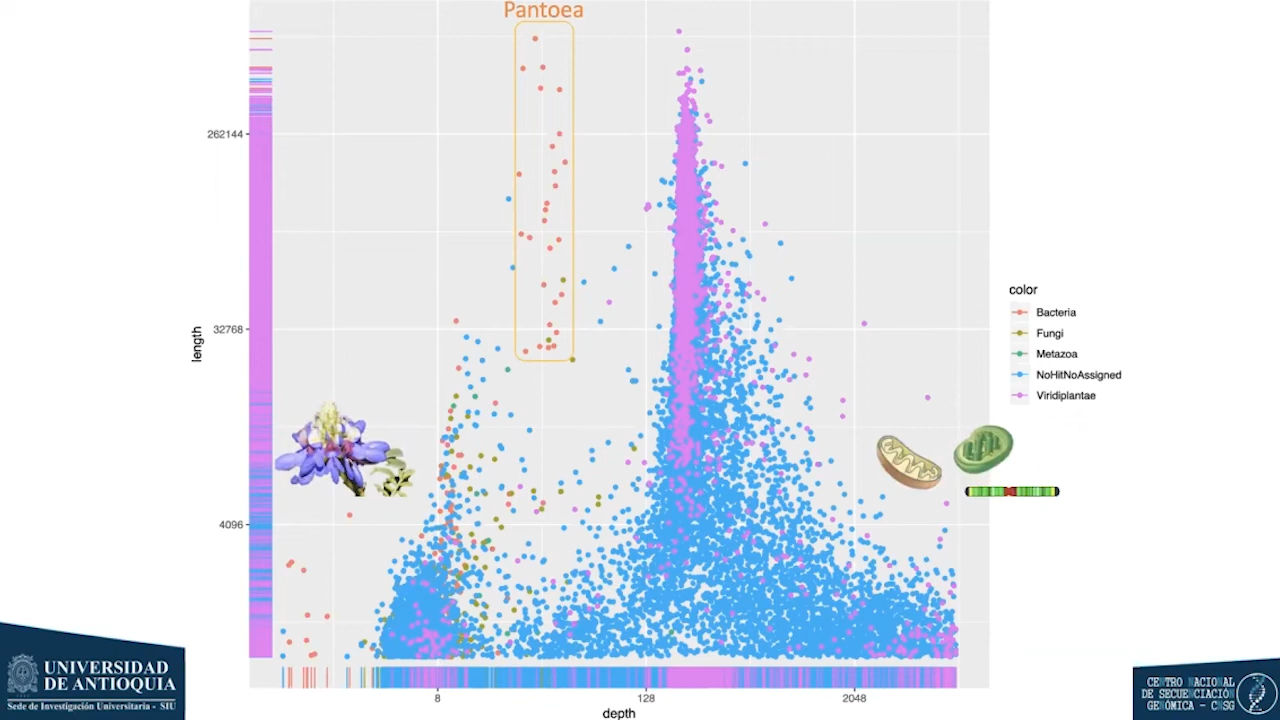 Pantoea
262144
32768
4096
length
8
128
2048
depth
color
Bacteria
Fungi
Metazoa
NoHitNoAssigned
Viridiplantae
UNIVERSIDAD
DE ANTIOQUIA
Sede de Investigación Universitaria - SIU
CENTRO NACIONAL
DE SECUENCIACIÓN
GENÓMICA - CNSG